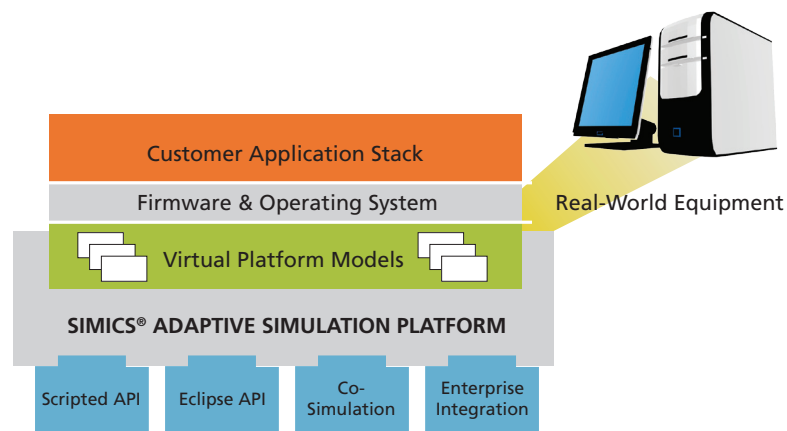 Customer Application Stack
Firmware & Operating System
Real-World Equipment
Virtual Platform Models
SIMICS® ADAPTIVE SIMULATION PLATFORM
Scripted API
Eclipse API
Co-
Simulation
Enterprise
Integration